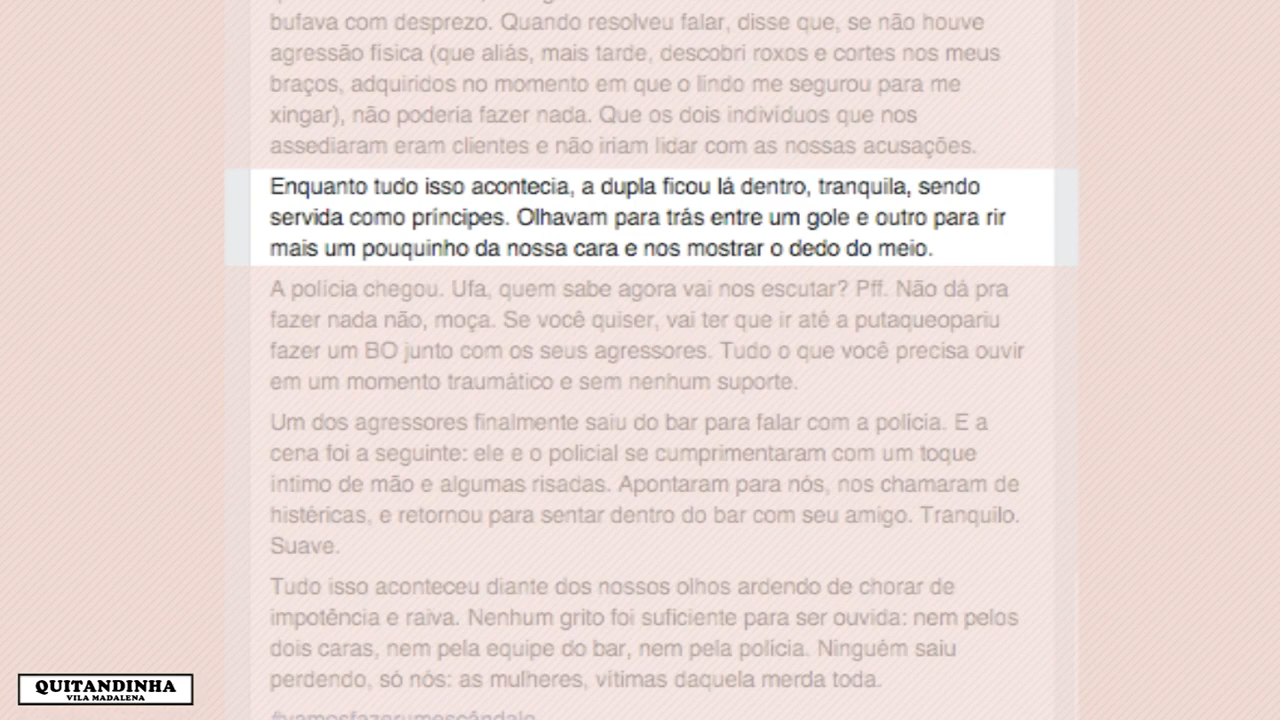 bufava com desprezo. Quando resolveu falar, disse que, se não houve
agressão física (que aliás, mais tarde, descobri roxos e cortes nos meus
braços, adquiridos no momento em que o lindo me segurou para me
xingar), não poderia fazer nada. Que os dois indivíduos que nos
assediaram eram clientes e não iriam lidar com as nossas acusações.
Enquanto tudo isso acontecia, a dupla ficou lá dentro, tranquila, sendo
servida como príncipes. Olhavam para trás entre um gole e outro para rir
mais um pouquinho da nossa cara e nos mostrar o dedo do meio.
A polícia chegou. Ufa, quem sabe agora vai nos escutar? Pff. Não dá pra
fazer nada não, moça. Se você quiser, vai ter que ir até a putaqueopariu
fazer um BO junto com os seus agressores. Tudo o que você precisa ouvir
em um momento traumático e sem nenhum suporte.
Um dos agressores finalmente saiu do bar para falar com a polícia. E a
cena foi a seguinte: ele e o policial se cumprimentaram com um toque
íntimo de mão e algumas risadas. Apontaram para nós, nos chamaram de
histéricas, e retornou para sentar dentro do bar com seu amigo. Tranquilo.
Suave.
Tudo isso aconteceu diante dos nossos olhos ardendo de chorar de
impotência e raiva. Nenhum grito foi suficiente para ser ouvida: nem pelos
dois caras, nem pela equipe do bar, nem pela polícia. Ninguém saiu
perdendo, só nós: as mulheres, vítimas daquela merda toda.
#vamosfazerumescândalo
QUITANDINHA
VILA MADALENA